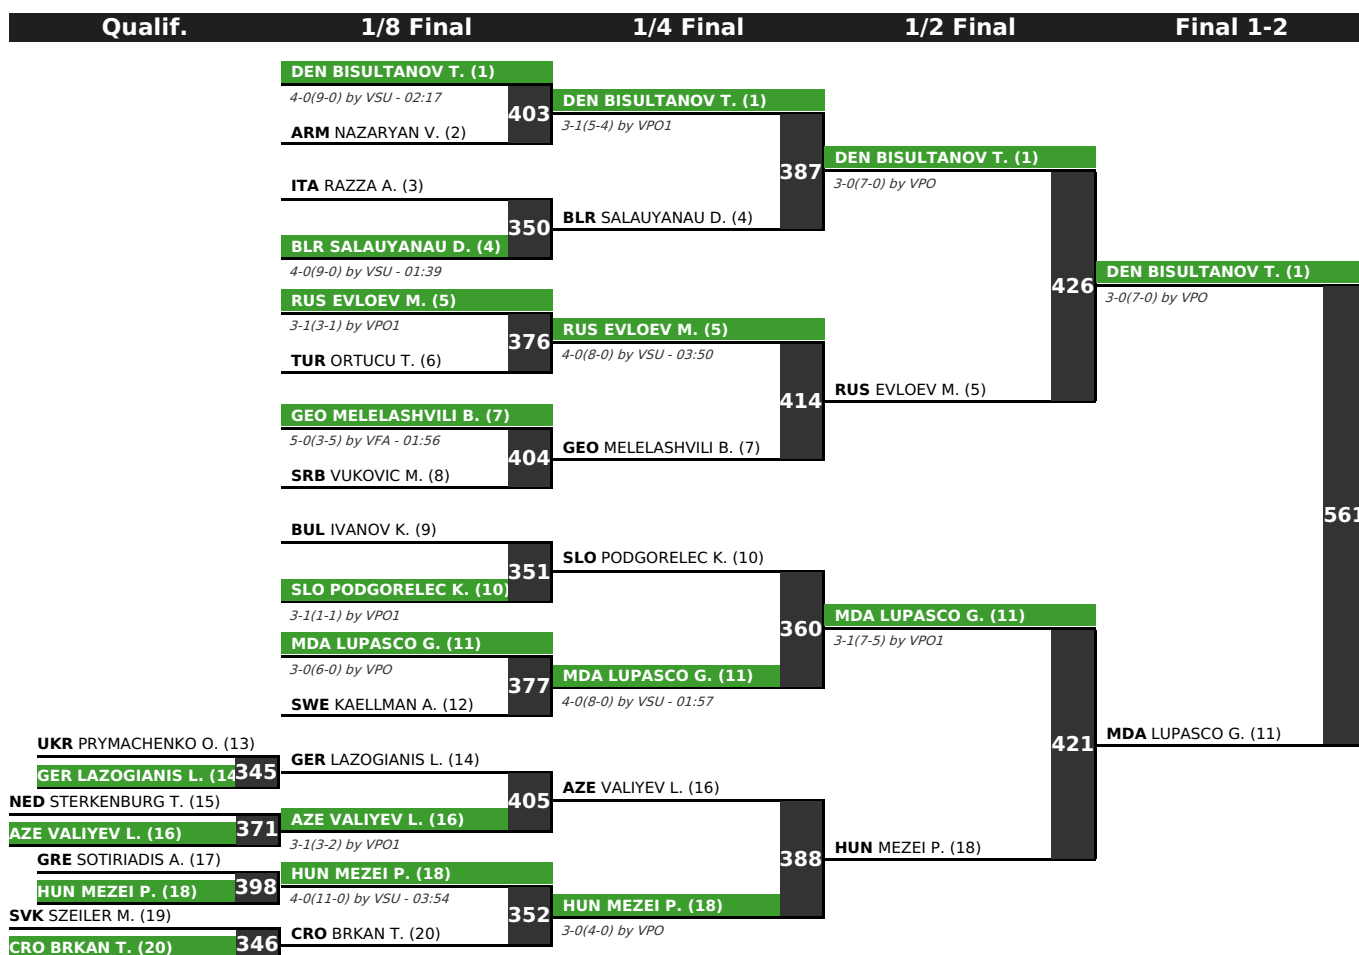 Qualif. 1/8 Final 1/4 Final 1/2 Final Final 1-2
DEN BISULTANOV T. (1)
4-0(9-0) by VSU - 02:17
403
ARM NAZARYAN V. (2)
ITA RAZZA A. (3)
350
BLR SALAUYANAU D. (4)
4-0(9-0) by VSU - 01:39
RUS EVLOEV M. (5)
3-1(3-1) by VPO1
376
TUR ORTUCU T. (6)
GEO MELELASHVILI B. (7)
5-0(3-5) by VFA - 01:56
404
SRB VUKOVIC M. (8)
BUL IVANOV K. (9)
351
SLO PODGORELEC K. (10)
3-1(1-1) by VPO1
MDA LUPASCO G. (11)
3-0(6-0) by VPO
377
SWE KAELLMAN A. (12)
UKR PRYMACHENKO O. (13)
GER LAZOGIANIS L. (14
345
NED STERKENBURG T. (15)
AZE VALIYEV L. (16)
371
GRE SOTIRIADIS A. (17)
HUN MEZEI P. (18)
398
SVK SZEILER M. (19)
CRO BRKAN T. (20)
346
GER LAZOGIANIS L. (14)
405
AZE VALIYEV L. (16)
3-1(3-2) by VPO1
HUN MEZEI P. (18)
4-0(11-0) by VSU - 03:54
352
CRO BRKAN T. (20)
DEN BISULTANOV T. (1)
3-1(5-4) by VPO1
387
BLR SALAUYANAU D. (4)
RUS EVLOEV M. (5)
4-0(8-0) by VSU - 03:50
414
GEO MELELASHVILI B. (7)
SLO PODGORELEC K. (10)
360
MDA LUPASCO G. (11)
4-0(8-0) by VSU - 01:57
AZE VALIYEV L. (16)
388
HUN MEZEI P. (18)
3-0(4-0) by VPO
DEN BISULTANOV T. (1)
3-0(7-0) by VPO
426
RUS EVLOEV M. (5)
MDA LUPASCO G. (11)
3-1(7-5) by VPO1
421
HUN MEZEI P. (18)
DEN BISULTANOV T. (1)
3-0(7-0) by VPO
561
MDA LUPASCO G. (11)